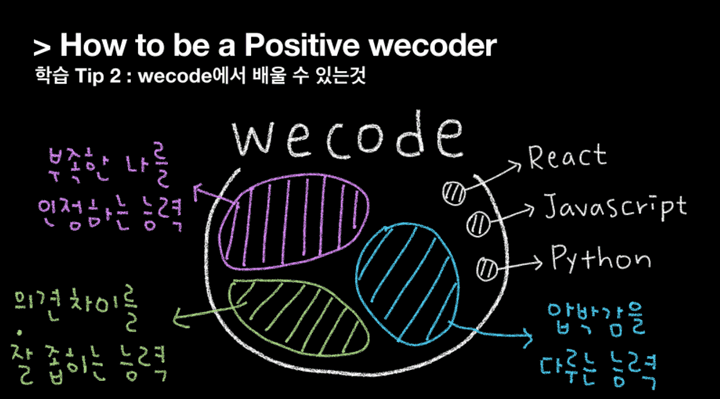 > How to be a Positive wecoder
학습 Tip 2 : wecode에서 배울 수 있는것
wecode
부족한 나를
인정하는 능력
React
Javascript
Python
의견 차이를
잘 좁히는 능력
압박감을
다루는 능력